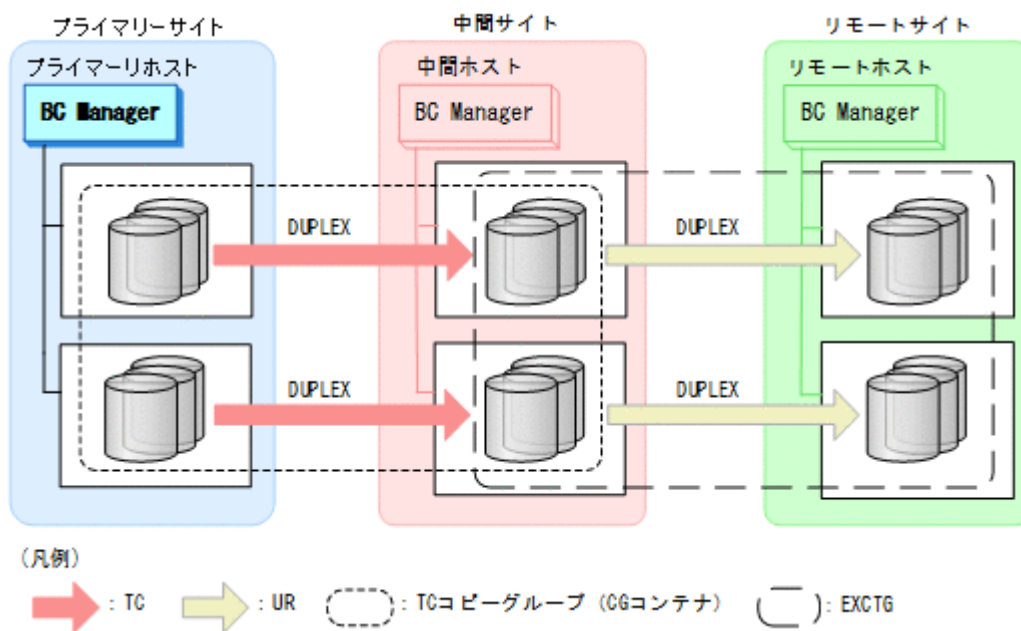 プライマリーサイト
中間サイト
リモートサイト
プライマーリホスト
中間ホスト
リモートホスト
BC Manager
BC Manager
BC Manager
DUPLEX
DUPLEX
DUPLEX
DUPLEX
(凡例)
: TC
: UR
: TCコピーグループ (CGコンテナ)
: EXCTG